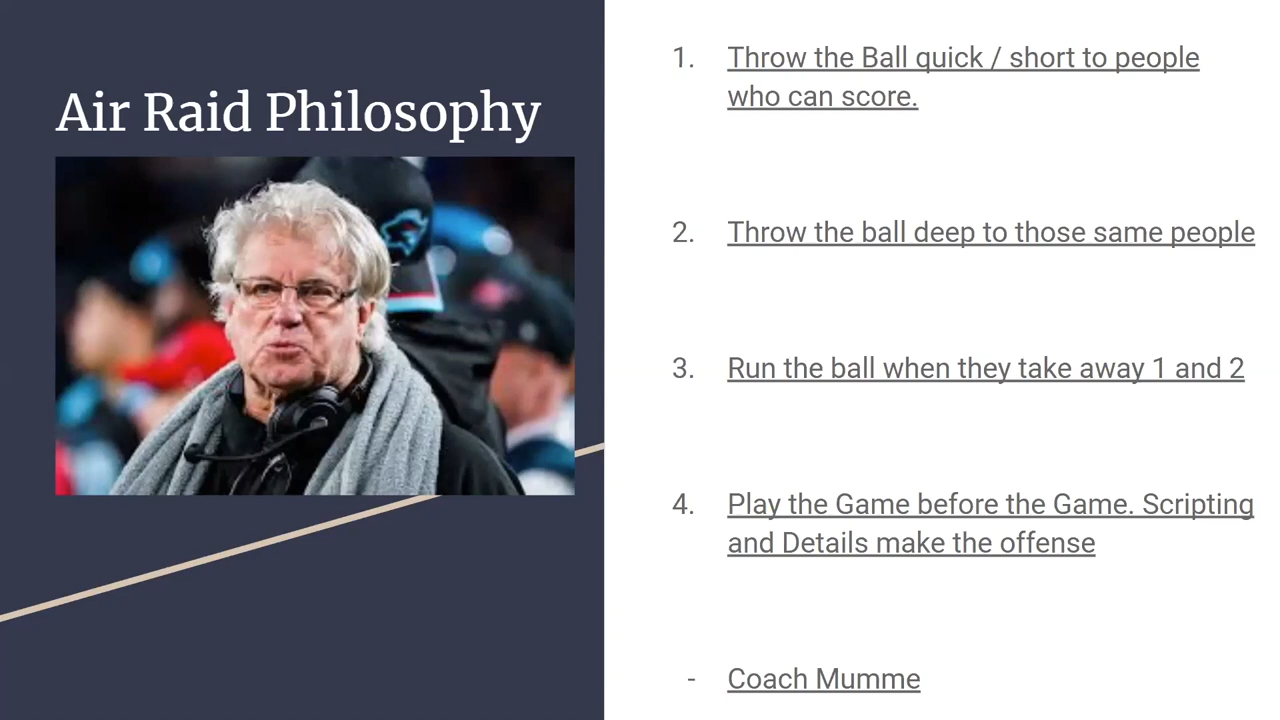 Air Raid Philosophy
1. Throw the Ball quick / short to people
who can score.
2. Throw the ball deep to those same people
3. Run the ball when they take away 1 and 2
4. Play the Game before the Game. Scripting
and Details make the offense
- Coach Mumme